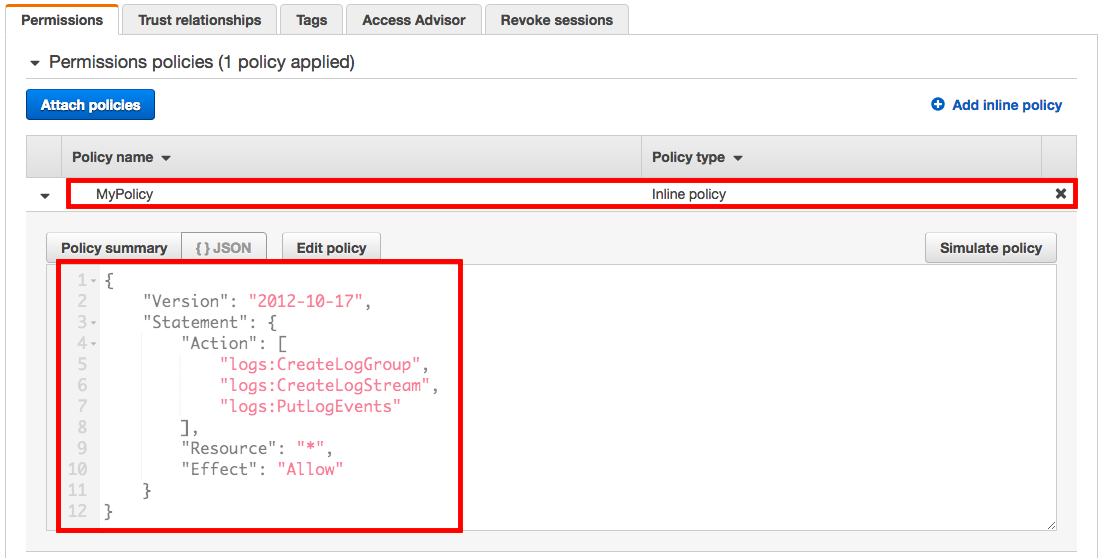 Permissions Trust relationships Tags Access Advisor Revoke sessions
Permissions policies (1 policy applied)
Attach policies Add inline policy
Policy name Policy type
MyPolicy Inline policy
Policy summary { } JSON Edit policy Simulate policy
1 {
2 "Version": "2012-10-17",
3 "Statement": {
4 "Action": [
5 "logs:CreateLogGroup",
6 "logs:CreateLogStream",
7 "logs:PutLogEvents"
8 ],
9 "Resource": "*",
10 "Effect": "Allow"
11 }
12 }